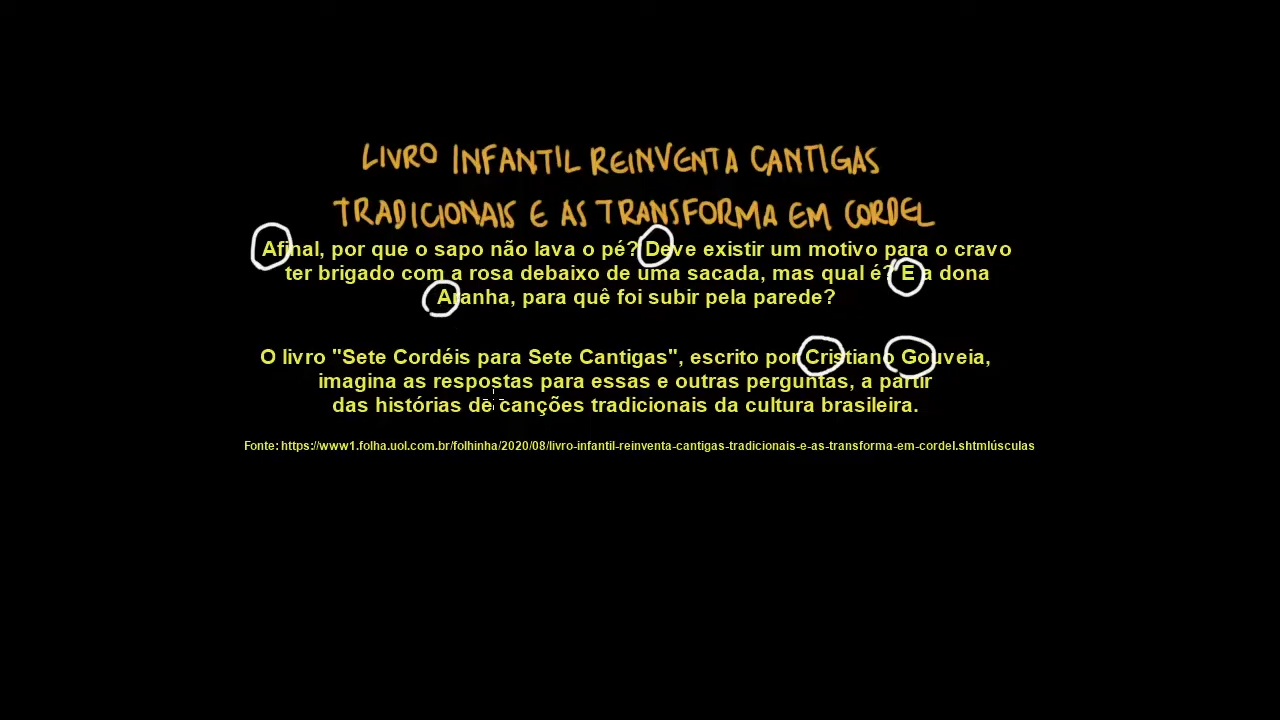 LIVRO INFANTIL REINVENTA CANTIGAS
TRADICIONAIS E AS TRANSFORMA EM CORDEL
Afinal, por que o sapo não lava o pé? Deve existir um motivo para o cravo
ter brigado com a rosa debaixo de uma sacada, mas qual é? E a dona
Aranha, para quê foi subir pela parede?
O livro "Sete Cordéis para Sete Cantigas", escrito por Cristiano Gouveia,
imagina as respostas para essas e outras perguntas, a partir
das histórias de canções tradicionais da cultura brasileira.
Fonte: https://www1.folha.uol.com.br/folhinha/2020/08/livro-infantil-reinventa-cantigas-tradicionais-e-as-transforma-em-cordel.shtmlúsculas